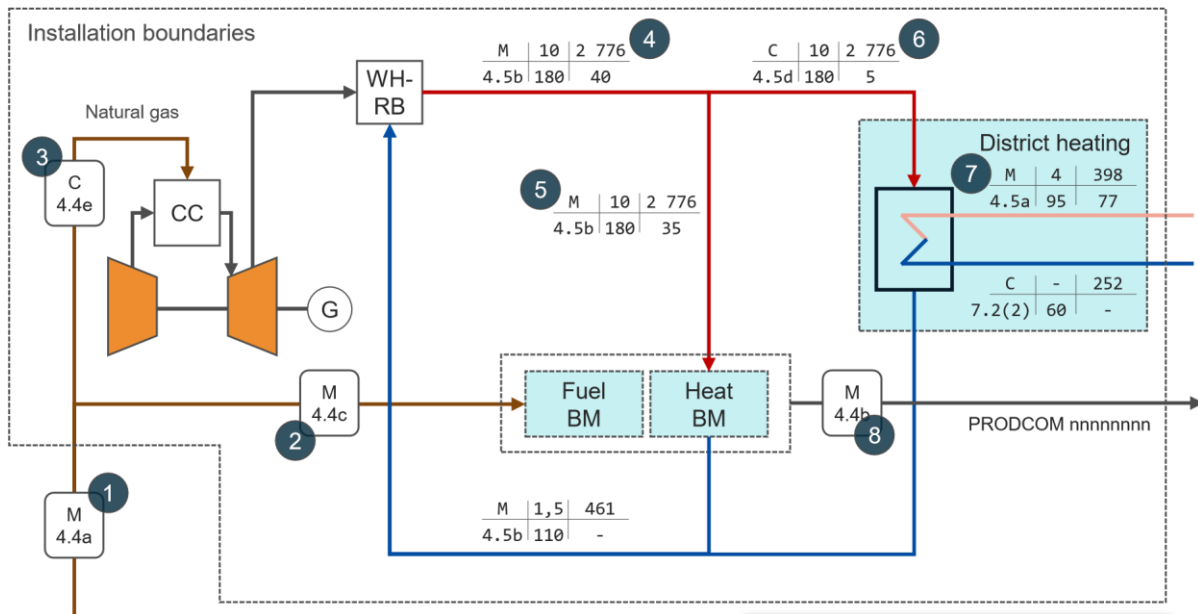 Installation boundaries
M 10 2 776
4.5b 180 40
4
C 10 2 776
4.5d 180 5
6
WH-
RB
Natural gas
3
C
4.4e
CC
G
District heating
7
M 4 398
4.5a 95 77
5
M 10 2 776
4.5b 180 35
C - 252
7.2(2) 60 -
M
4.4c
2
Fuel
BM
Heat
BM
M
4.4b
8
PRODCOM nnnnnnnn
1
M
4.4a
M 1,5 461
4.5b 110 -